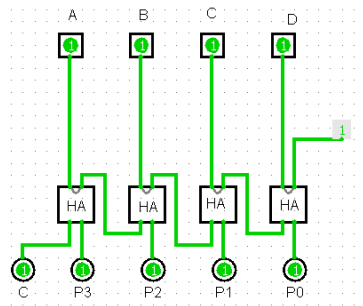 A B C D
1 1 1 1
1
HA HA HA HA
1 1 1 1 1
C P3 P2 P1 P0